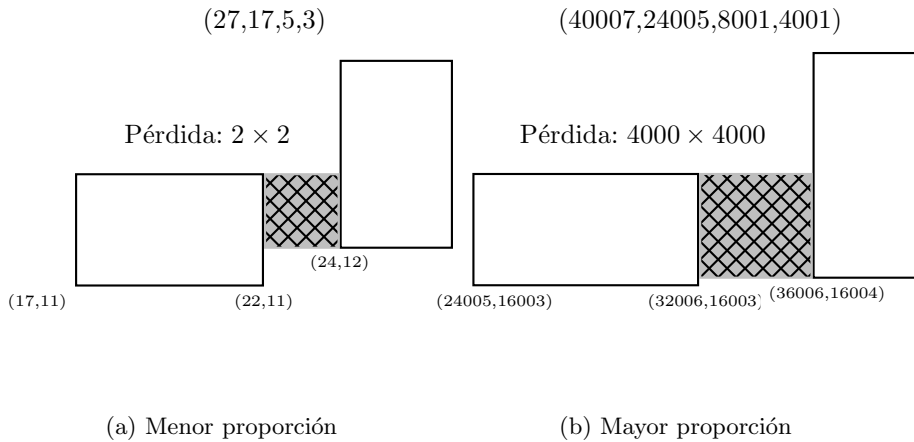 (27,17,5,3)
(40007,24005,8001,4001)
Pérdida: 2 × 2
Pérdida: 4000 × 4000
(24,12)
(36006,16004)
(17,11)
(22,11)
(24005,16003)
(32006,16003)
(a) Menor proporción
(b) Mayor proporción